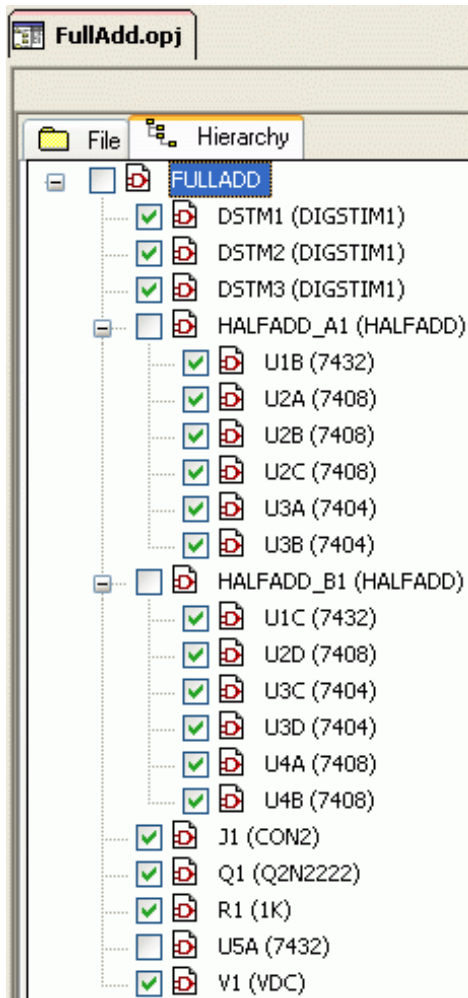 FullAdd.opj
File Hierarchy
FULLADD
DSTM1 (DIGSTIM1)
DSTM2 (DIGSTIM1)
DSTM3 (DIGSTIM1)
HALFADD_A1 (HALFADD)
U1B (7432)
U2A (7408)
U2B (7408)
U2C (7408)
U3A (7404)
U3B (7404)
HALFADD_B1 (HALFADD)
U1C (7432)
U2D (7408)
U3C (7404)
U3D (7404)
U4A (7408)
U4B (7408)
J1 (CON2)
Q1 (Q2N2222)
R1 (1K)
U5A (7432)
V1 (VDC)